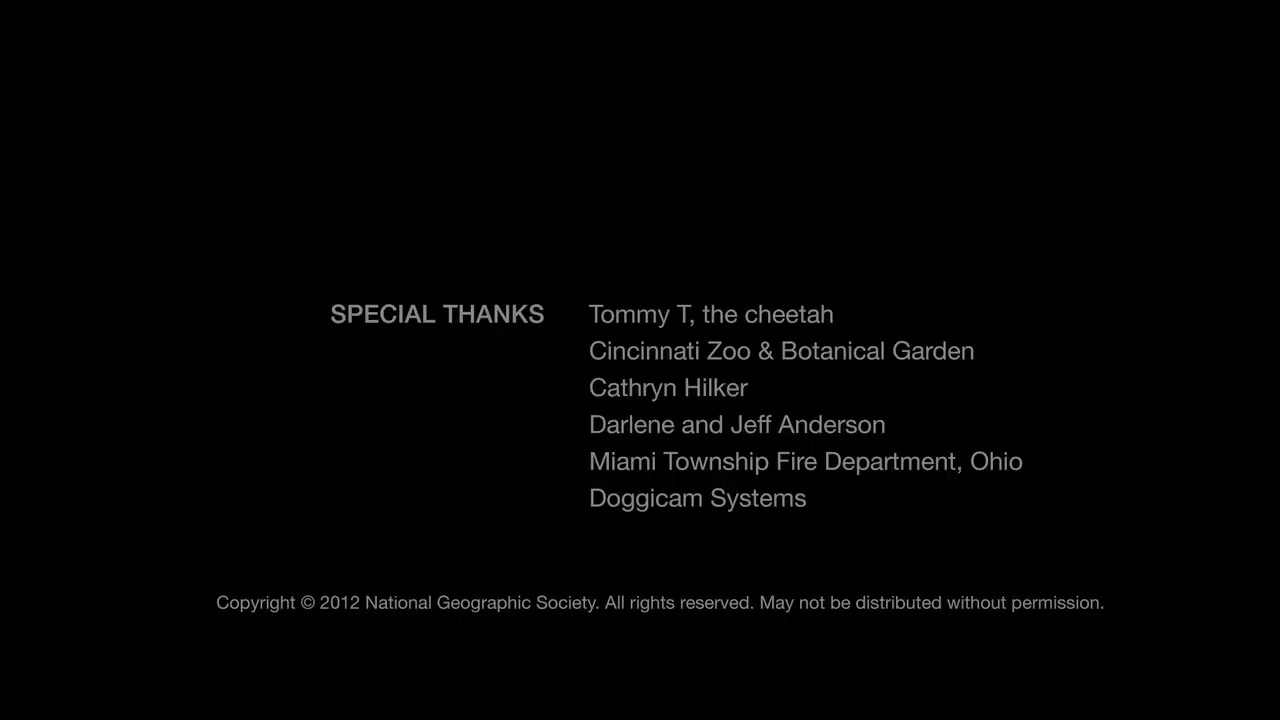 SPECIAL THANKS Tommy T, the cheetah
Cincinnati Zoo & Botanical Garden
Cathryn Hilker
Darlene and Jeff Anderson
Miami Township Fire Department, Ohio
Doggicam Systems
Copyright © 2012 National Geographic Society. All rights reserved. May not be distributed without permission.